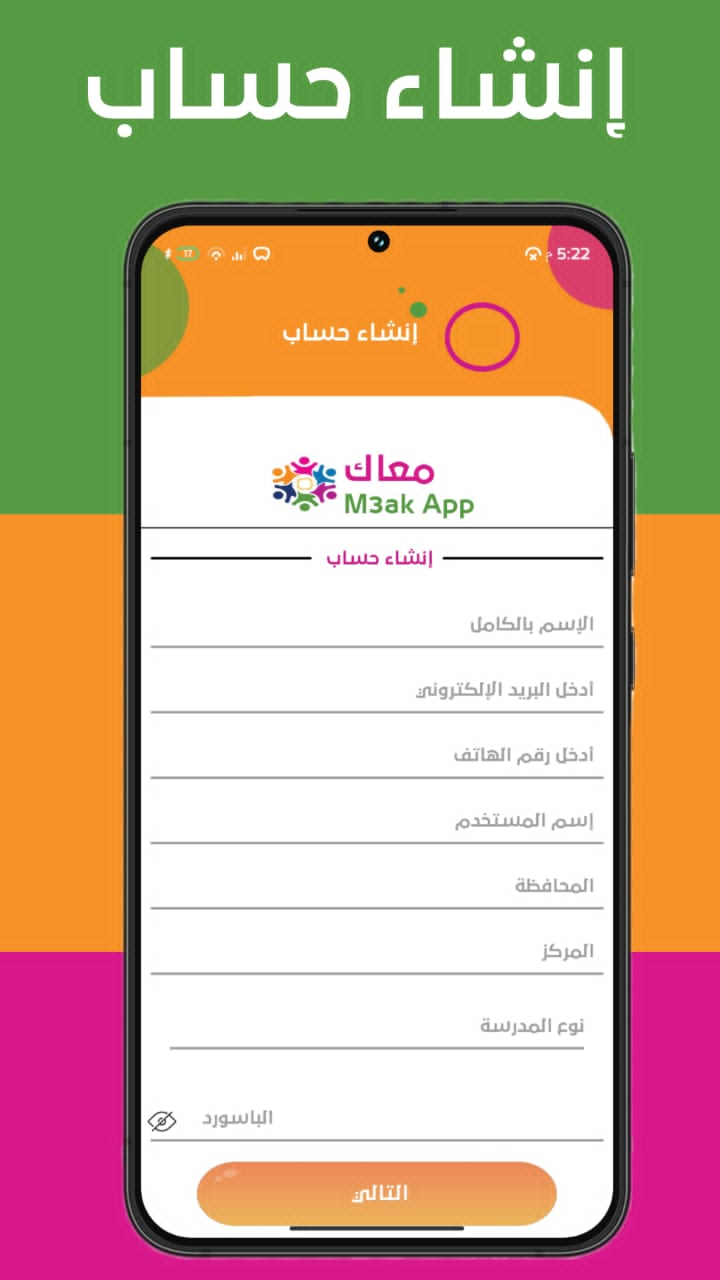 إنشاء حساب
5:22
17
إنشاء حساب
معاك
M3ak App
إنشاء حساب
الإسم بالكامل
أدخل البريد الإلكتروني
أدخل رقم الهاتف
إسم المستخدم
المحافظة
المركز
نوع المدرسة
الباسورد
التالي